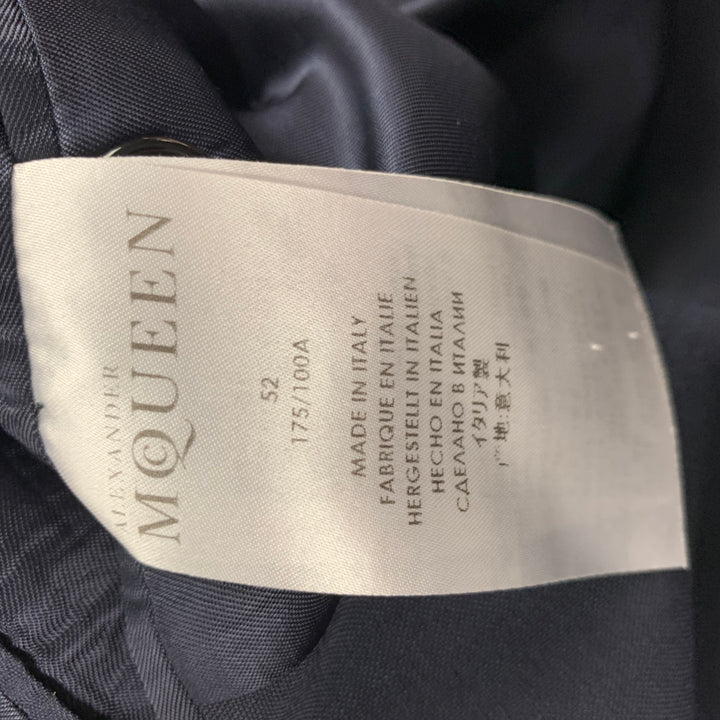 ALEXANDER
MCQUEEN
52
175/100A
MADE IN ITALY
FABRIQUE EN ITALIE
HERGESTELLT IN ITALIEN
HECHO EN ITALIA
СДЕЛАНО В ИТАЛИИ
イタリア製
产地:意大利